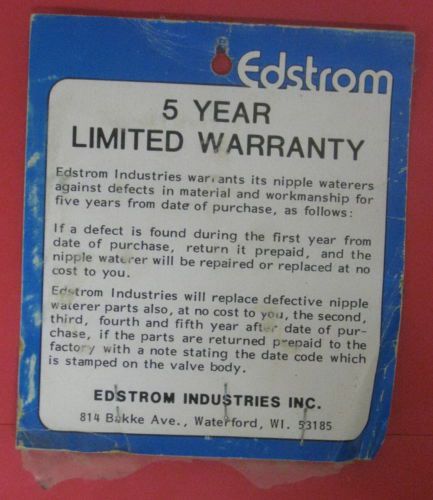 Edstrom
5 YEAR
LIMITED WARRANTY
Edstrom Industries warrants its nipple waterers
against defects in material and workmanship for
five years from date of purchase, as follows:
If a defect is found during the first year from
date of purchase, return it prepaid, and the
nipple waterer will be repaired or replaced at no
cost to you.
Edstrom Industries will replace defective nipple
waterer parts also, at no cost to you, the second,
third, fourth and fifth year after date of pur-
chase, if the parts are returned prepaid to the
factory with a note stating the date code which
is stamped on the valve body.
EDSTROM INDUSTRIES INC.
814 Bakke Ave., Waterford, WI. 53185